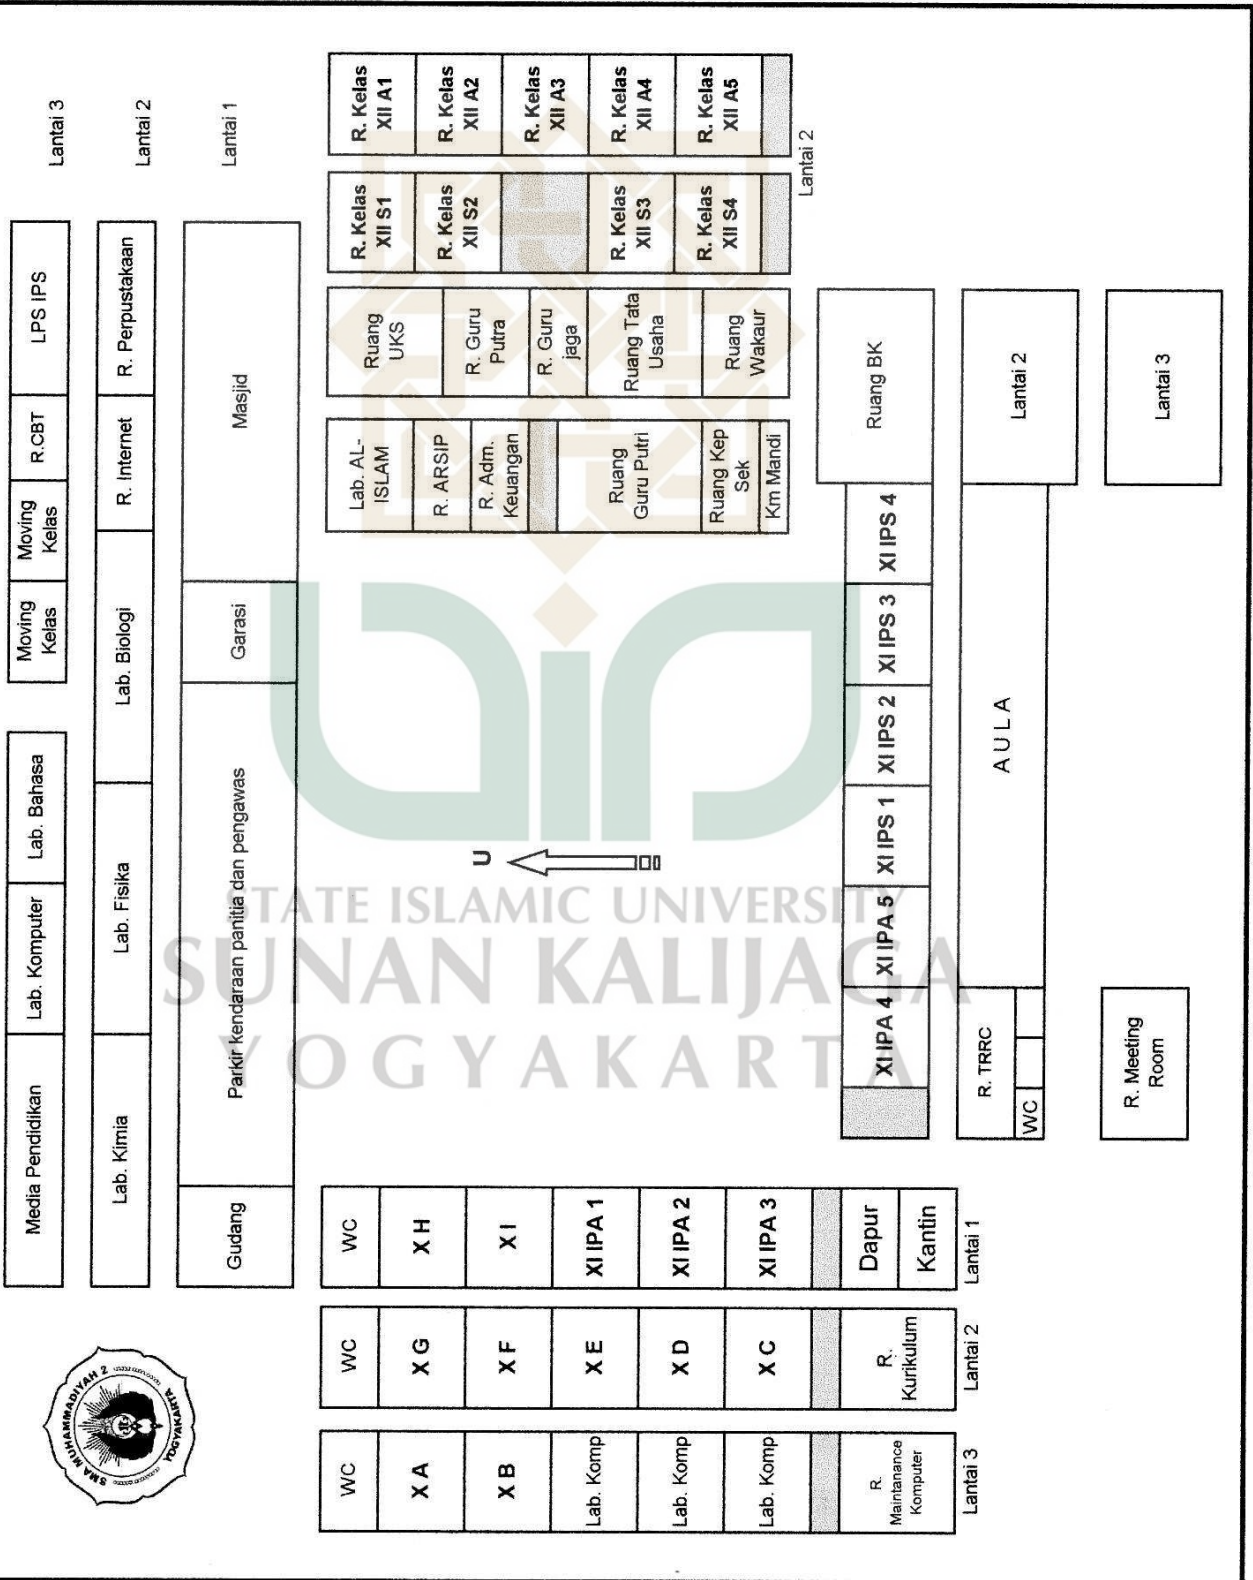 SMA MUHAMMADIYAH 2
YOGYAKARTA
Media Pendidikan
Lab. Komputer
Lab. Bahasa
Moving
Kelas
Moving
Kelas
R.CBT
LPS IPS
Lantai 3
Lab. Kimia
Lab. Fisika
Lab. Biologi
R. Internet
R. Perpustakaan
Lantai 2
Gudang
Parkir kendaraan panitia dan pengawas
Garasi
Masjid
Lantai 1
WC
X A
X B
Lab. Komp
Lab. Komp
Lab. Komp
R.
Maintanance
Komputer
Lantai 3
WC
X G
X F
X E
X D
X C
R.
Kurikulum
Lantai 2
WC
X H
X I
XI IPA 1
XI IPA 2
XI IPA 3
Dapur
Kantin
Lantai 1
U
Lab. AL-
ISLAM
R. ARSIP
R. Adm.
Keuangan
Ruang
Guru Putri
Ruang Kep
Sek
Km Mandi
Ruang
UKS
R. Guru
Putra
R. Guru
jaga
Ruang Tata
Usaha
Ruang
Wakaur
R. Kelas
XII S1
R. Kelas
XII S2
R. Kelas
XII S3
R. Kelas
XII S4
R. Kelas
XII A1
R. Kelas
XII A2
R. Kelas
XII A3
R. Kelas
XII A4
R. Kelas
XII A5
Lantai 2
XI IPA 4
XI IPA 5
XI IPS 1
XI IPS 2
XI IPS 3
XI IPS 4
Ruang BK
R. TRRC
WC
AULA
Lantai 2
R. Meeting
Room
Lantai 3
STATE ISLAMIC UNIVERSITY
SUNAN KALIJAGA
YOGYAKARTA